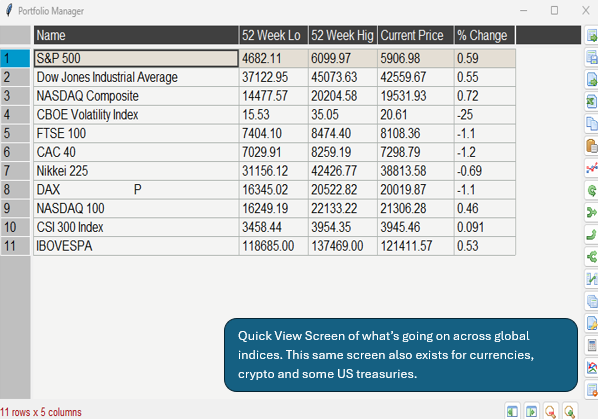 Portfolio Manager
Name 52 Week Lo 52 Week Hig Current Price % Change
1 S&P 500 4682.11 6099.97 5906.98 0.59
2 Dow Jones Industrial Average 37122.95 45073.63 42559.67 0.55
3 NASDAQ Composite 14477.57 20204.58 19531.93 0.72
4 CBOE Volatility Index 15.53 35.05 20.61 -25
5 FTSE 100 7404.10 8474.40 8108.36 -1.1
6 CAC 40 7029.91 8259.19 7298.79 -1.2
7 Nikkei 225 31156.12 42426.77 38813.58 -0.69
8 DAX P 16345.02 20522.82 20019.87 -1.1
9 NASDAQ 100 16249.19 22133.22 21306.28 0.46
10 CSI 300 Index 3458.44 3954.35 3945.46 0.091
11 IBOVESPA 118685.00 137469.00 121411.57 0.53
Quick View Screen of what's going on across global
indices. This same screen also exists for currencies,
crypto and some US treasuries.
11 rows x 5 columns